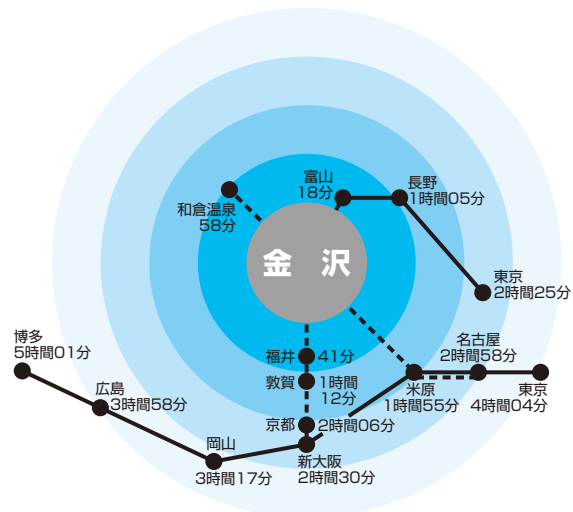 富山
18分
長野
1時間05分
和倉温泉
58分
金 沢
東京
2時間25分
博多
5時間01分
福井
41分
名古屋
2時間58分
敦賀
1時間
12分
広島
3時間58分
米原
1時間55分
東京
4時間04分
京都
2時間06分
岡山
3時間17分
新大阪
2時間30分